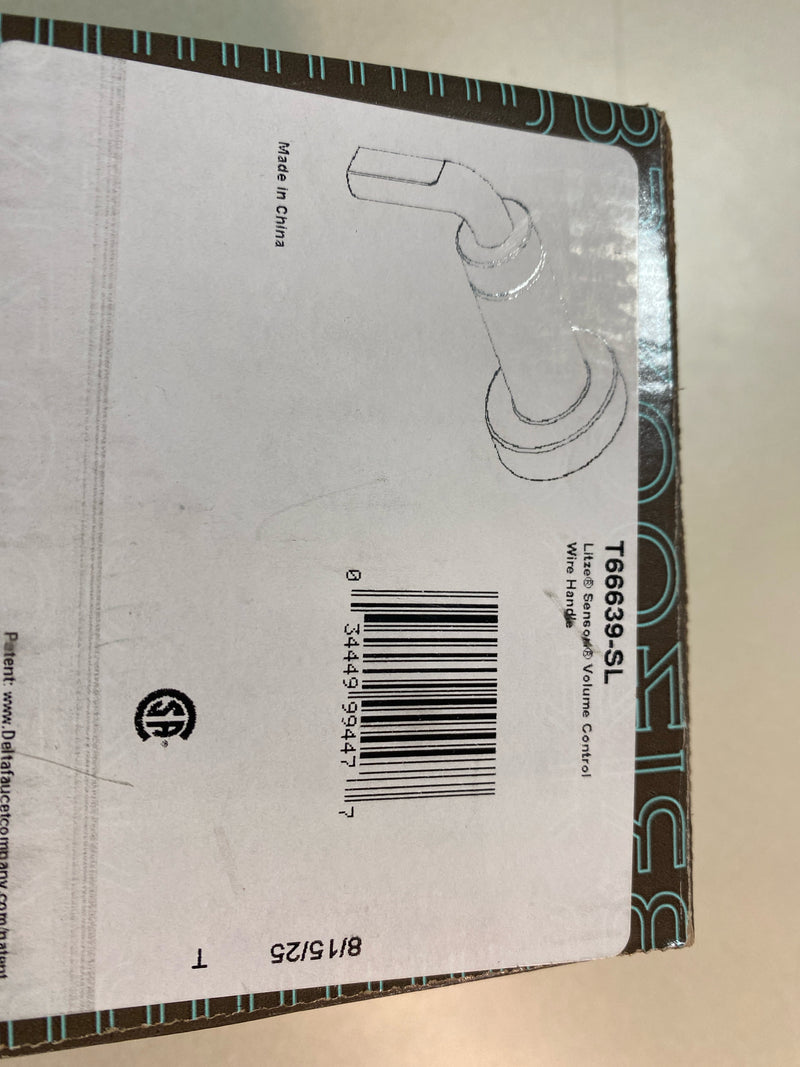 T66639-SL
Litze® Sensori® Volume Control
Wire Handle
0 34449 99447 7
Made in China
SA®
8/15/25
T
Patent: www.Deltafaucetcompany.com/patent